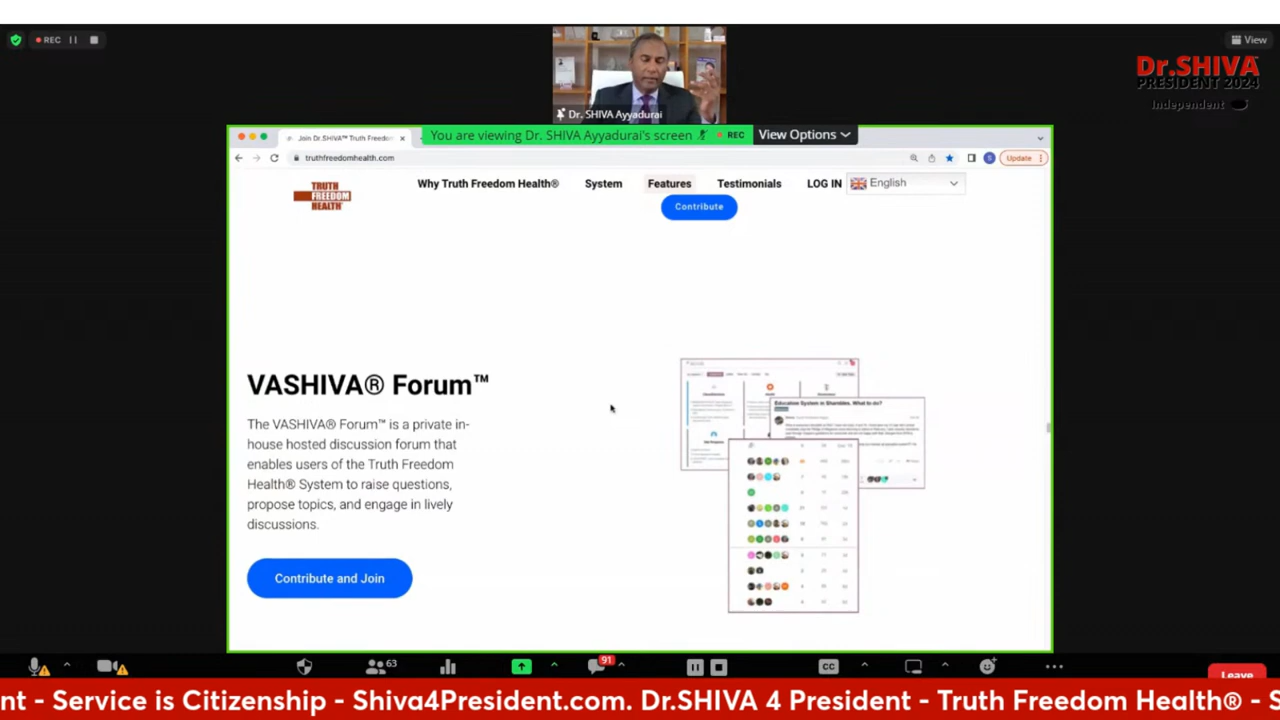 REC
View
Dr.SHIVA
PRESIDENT 2024
Independent
Dr. SHIVA Ayyadurai
Join Dr.SHIVA™ Truth Freedo
You are viewing Dr. SHIVA Ayyadurai's screen
REC
View Options
truthfreedomhealth.com
Update
TRUTH
FREEDOM
HEALTH
Why Truth Freedom Health®
System
Features
Testimonials
LOG IN
English
Contribute
VASHIVA® Forum™
The VASHIVA® Forum™ is a private in-
house hosted discussion forum that
enables users of the Truth Freedom
Health® System to raise questions,
propose topics, and engage in lively
discussions.
Contribute and Join
Education System in Shambles. What to do?
63
91
CC
Leave
nt - Service is Citizenship - Shiva4President.com. Dr.SHIVA 4 President - Truth Freedom Health® - S